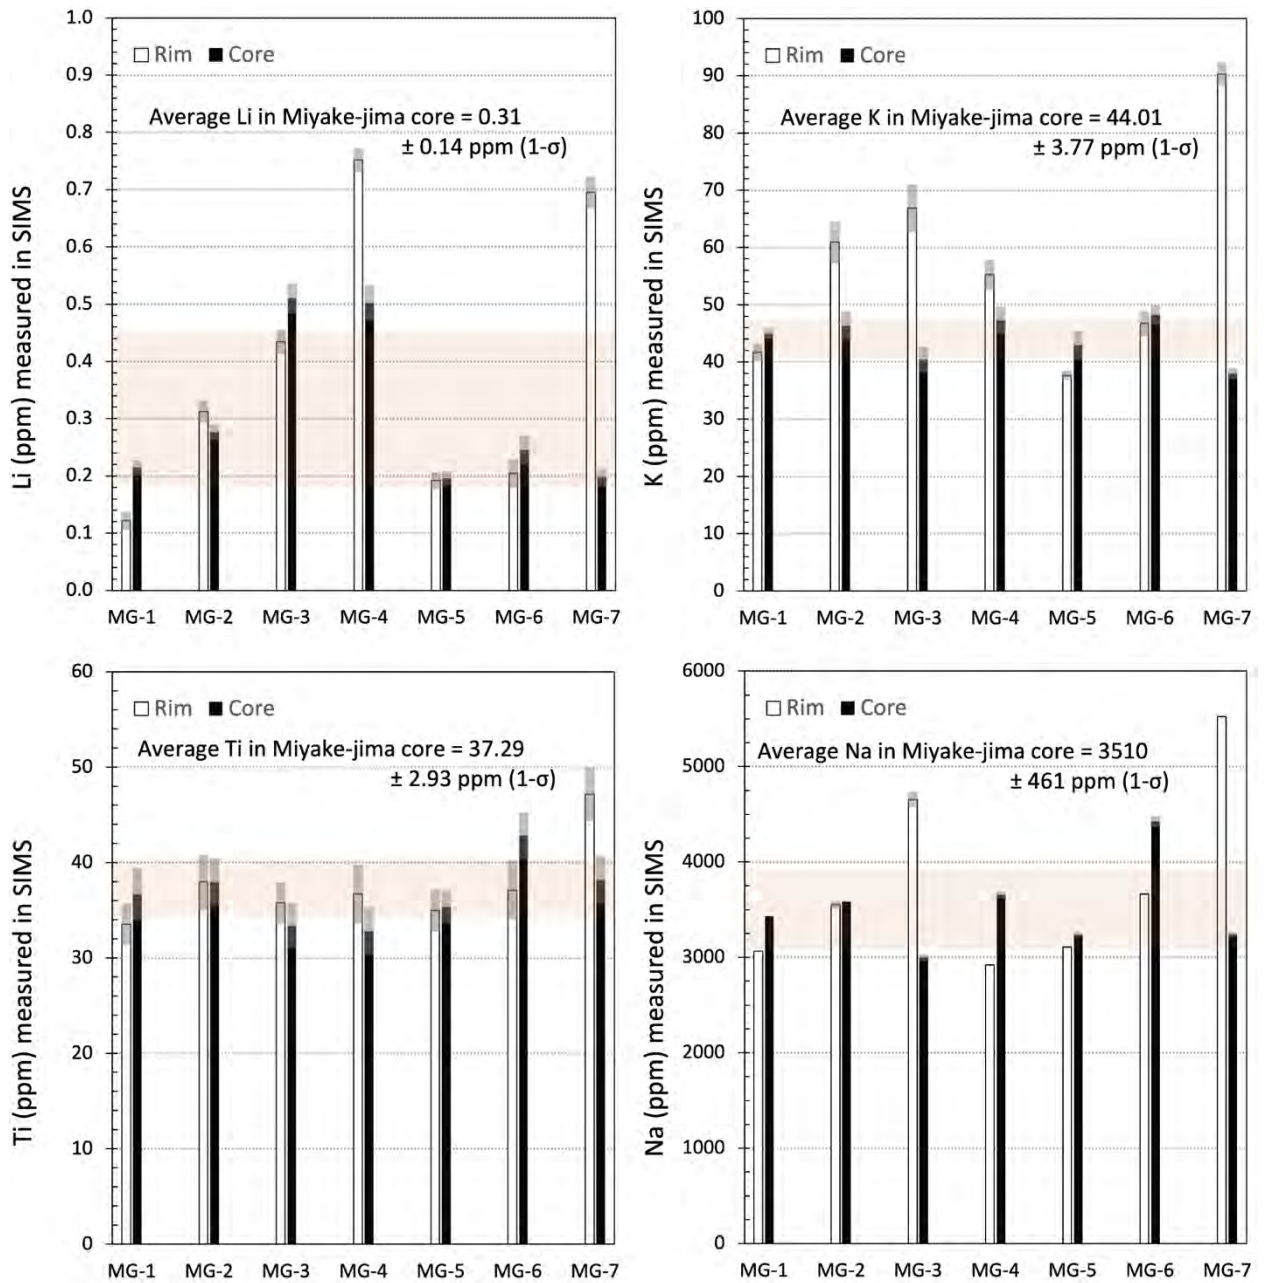 1.0
0.9
0.8
0.7
0.6
0.5
0.4
0.3
0.2
0.1
0.0
Li (ppm) measured in SIMS
Rim Core
Average Li in Miyake-jima core = 0.31
± 0.14 ppm (1-σ)
MG-1 MG-2 MG-3 MG-4 MG-5 MG-6 MG-7
100
90
80
70
60
50
40
30
20
10
0
K (ppm) measured in SIMS
Rim Core
Average K in Miyake-jima core = 44.01
± 3.77 ppm (1-σ)
MG-1 MG-2 MG-3 MG-4 MG-5 MG-6 MG-7
60
50
40
30
20
10
0
Ti (ppm) measured in SIMS
Rim Core
Average Ti in Miyake-jima core = 37.29
± 2.93 ppm (1-σ)
MG-1 MG-2 MG-3 MG-4 MG-5 MG-6 MG-7
6000
5000
4000
3000
2000
1000
0
Na (ppm) measured in SIMS
Rim Core
Average Na in Miyake-jima core = 3510
± 461 ppm (1-σ)
MG-1 MG-2 MG-3 MG-4 MG-5 MG-6 MG-7